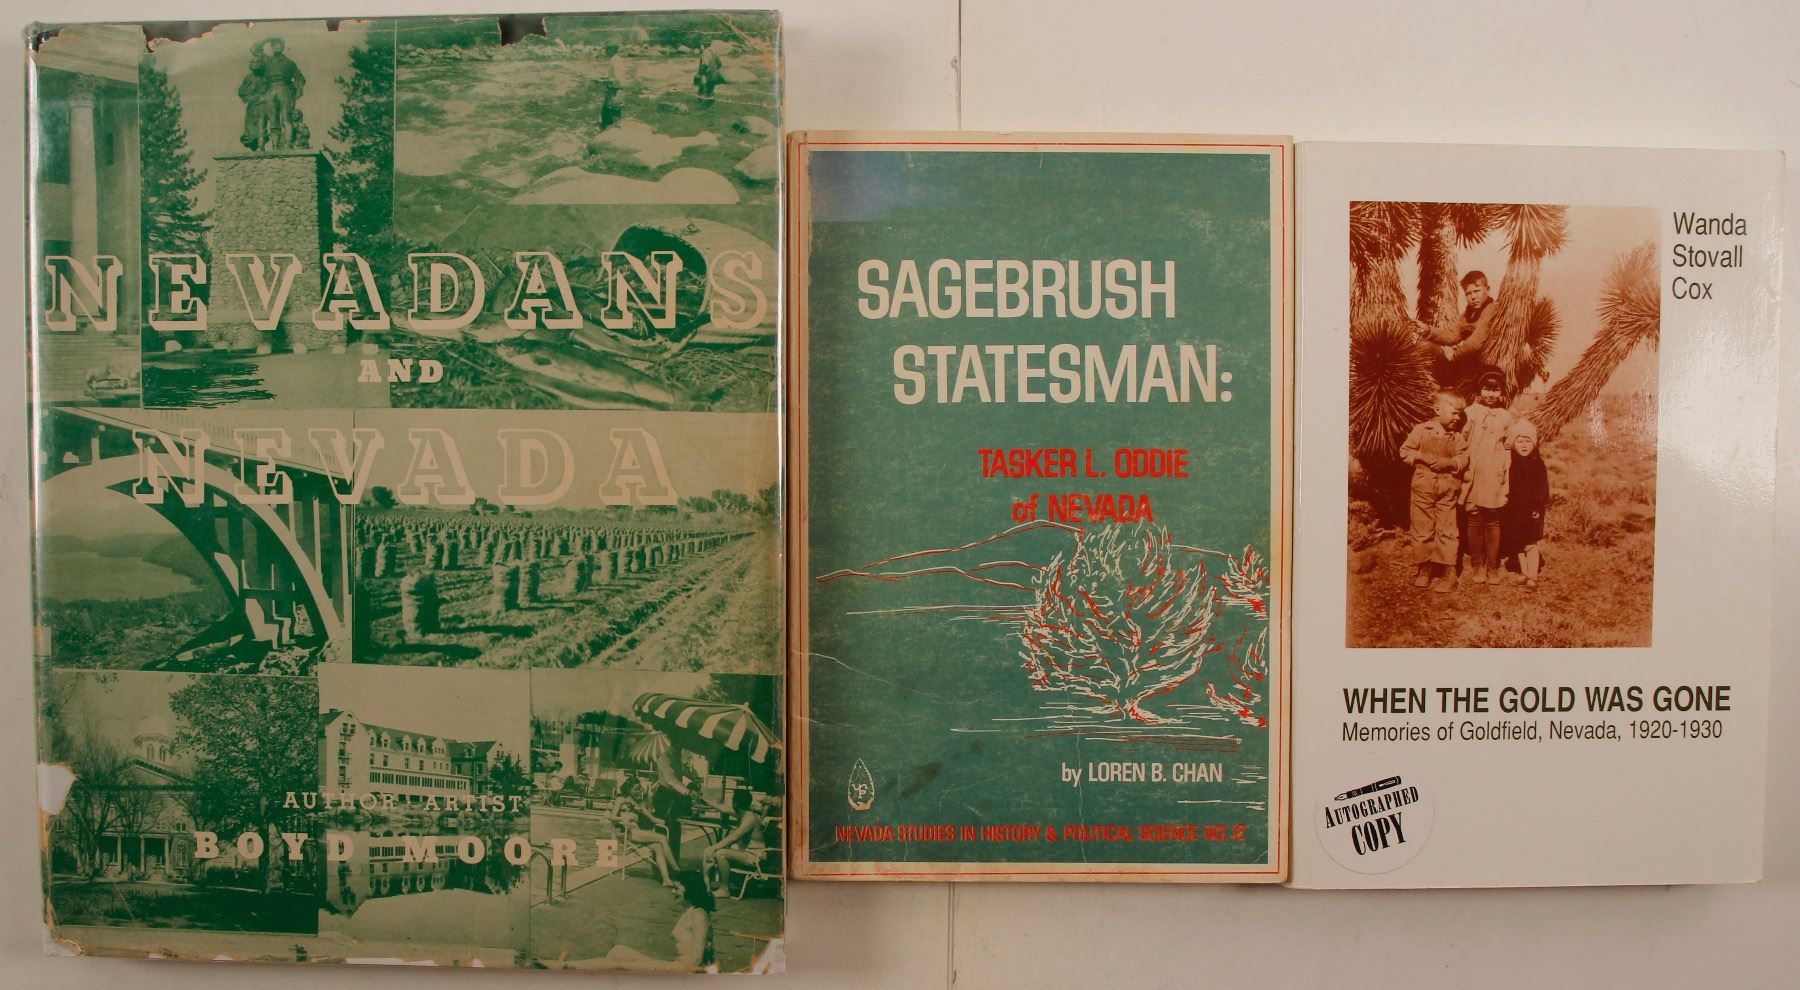 NEVADANS
AND
NEVADA
AUTHOR ARTIST
BOYD MOORE
SAGEBRUSH
STATESMAN:
TASKER L. ODDIE
of NEVADA
by LOREN B. CHAN
NEVADA STUDIES IN HISTORY & POLITICAL SCIENCE NO. 12
Wanda
Stovall
Cox
WHEN THE GOLD WAS GONE
Memories of Goldfield, Nevada, 1920-1930
AUTOGRAPHED
COPY